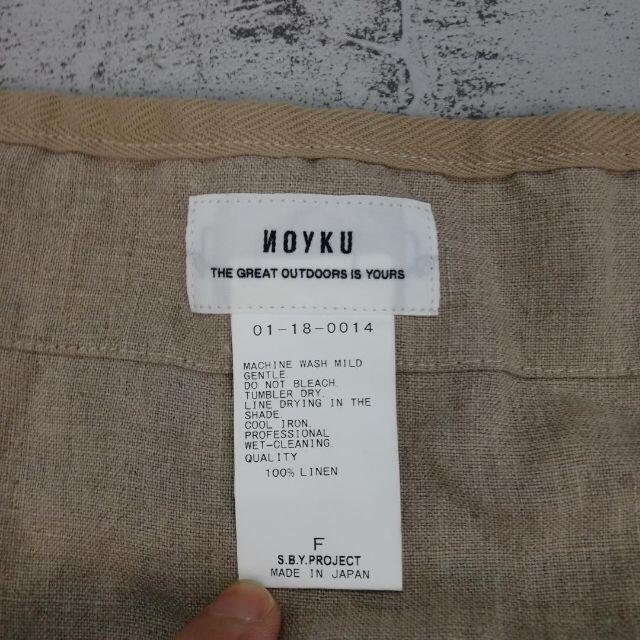 ИOYKU
THE GREAT OUTDOORS IS YOURS
01-18-0014
MACHINE WASH MILD
GENTLE.
DO NOT BLEACH.
TUMBLER DRY.
LINE DRYING IN THE
SHADE.
COOL IRON.
PROFESSIONAL
WET-CLEANING.
QUALITY
100% LINEN
F
S.B.Y.PROJECT
MADE IN JAPAN